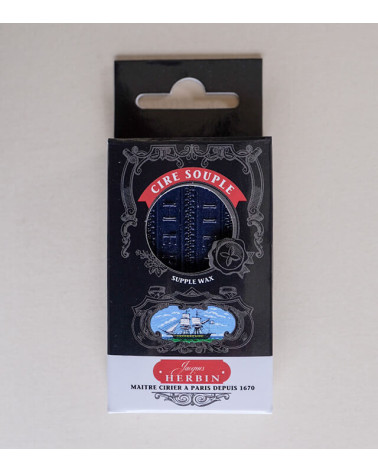 CIRE SOUPLE
SUPPLE WAX
Jacques
HERBIN
MAITRE CIRIER A PARIS DEPUIS 1670